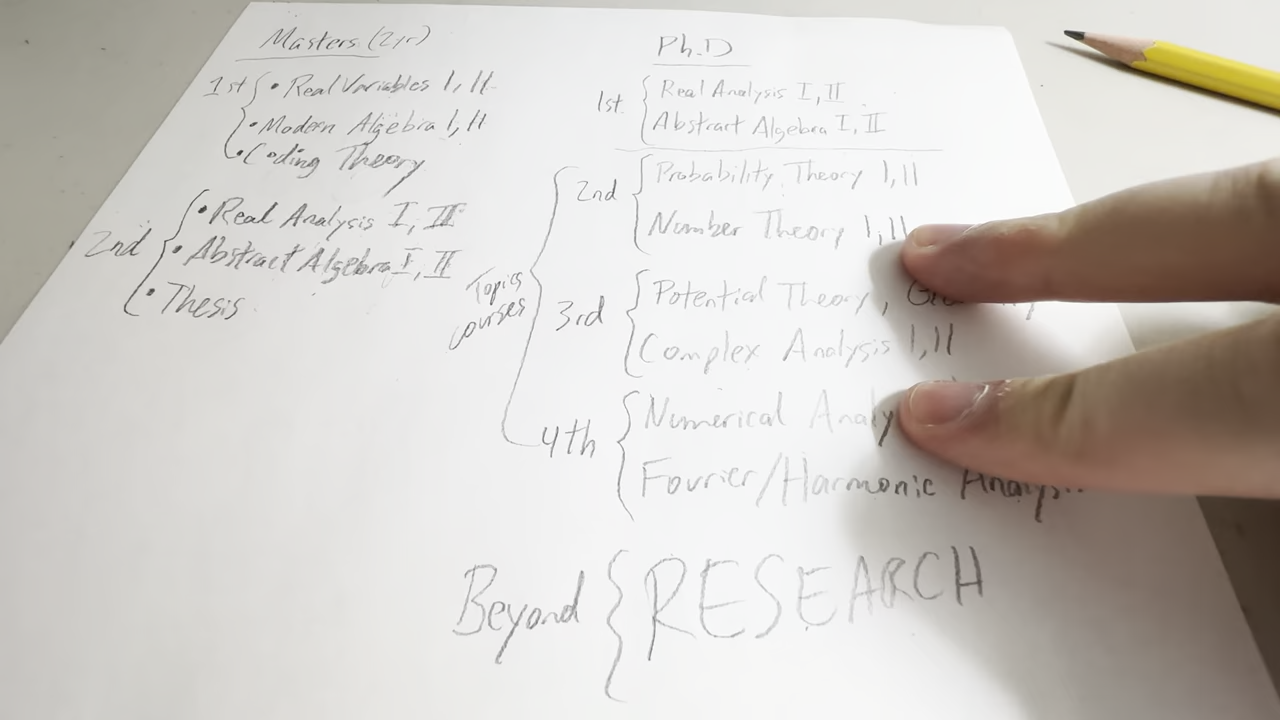 Masters (2yr)
1st
• Real Variables I, II
• Modern Algebra I, II
• Coding Theory
2nd
• Real Analysis I, II
• Abstract Algebra I, II
• Thesis
Ph.D
1st
Real Analysis I, II
Abstract Algebra I, II
Topics
courses
2nd
Probability Theory I, II
Number Theory I, II
3rd
Potential Theory,
Complex Analysis I, II
4th
Numerical
Fourier/Harmonic Analysis
Beyond
RESEARCH